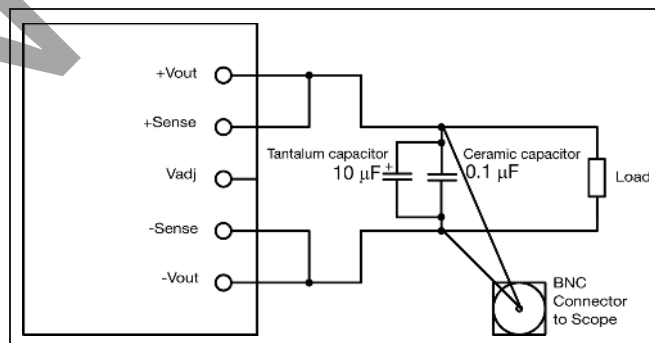 +Vout
+Sense
Vadj
-Sense
-Vout
Tantalum capacitor
10 µF
+
Ceramic capacitor
0.1 µF
Load
BNC
Connector
to Scope